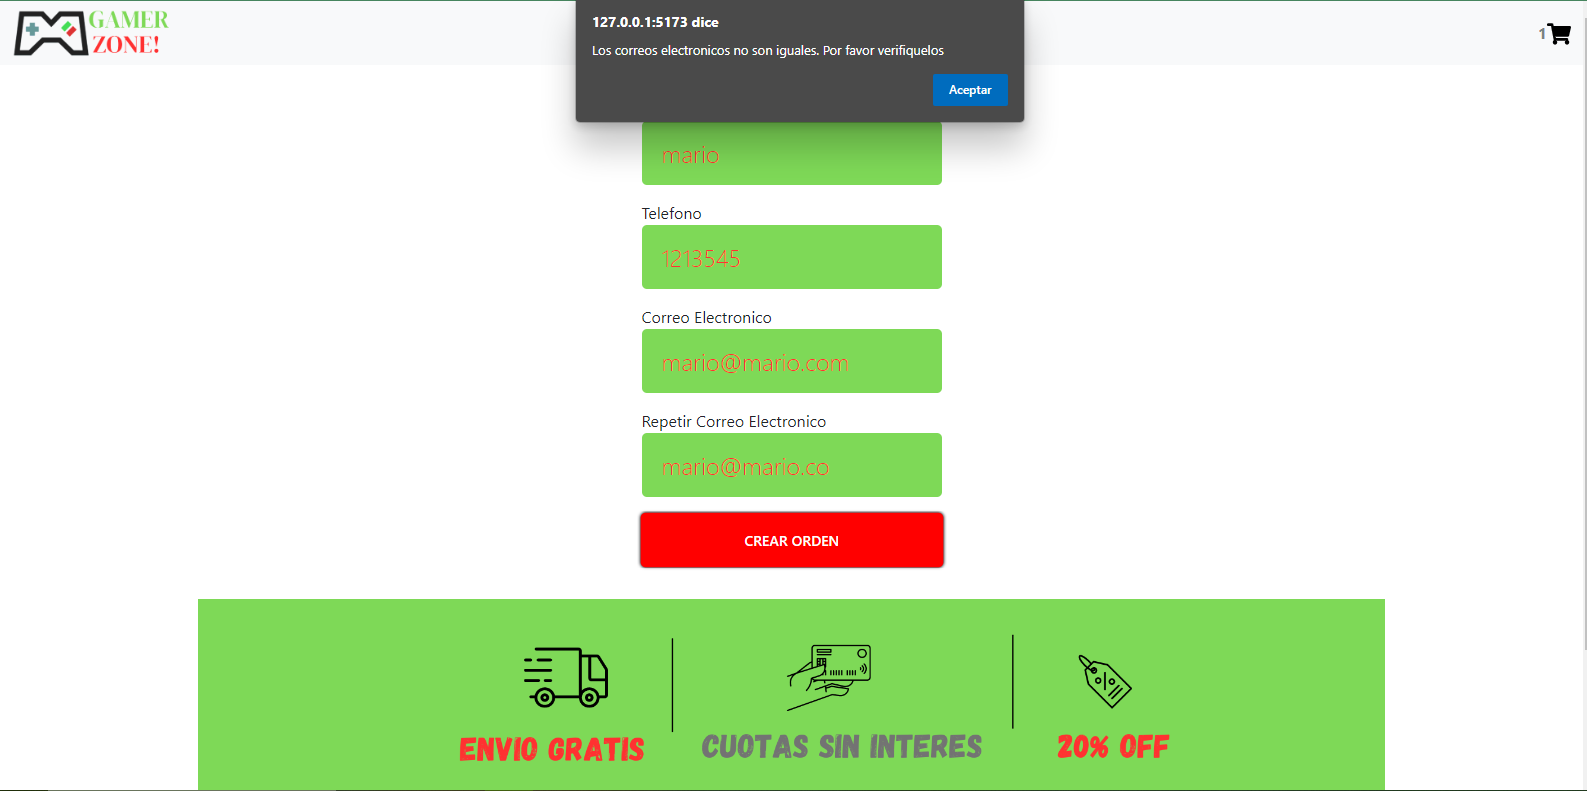 GAMER
ZONE!
127.0.0.1:5173 dice
Los correos electronicos no son iguales. Por favor verifiquelos
Aceptar
1
mario
Telefono
1213545
Correo Electronico
mario@mario.com
Repetir Correo Electronico
mario@mario.co
CREAR ORDEN
ENVIO GRATIS
CUOTAS SIN INTERES
20% OFF